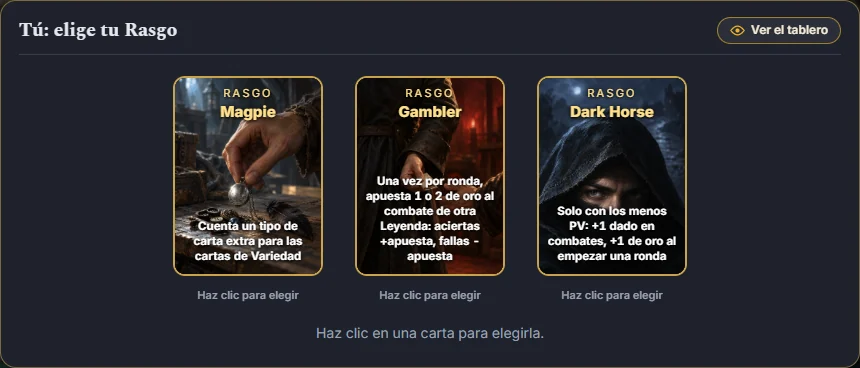 Tú: elige tu Rasgo
Ver el tablero
RASGO
Magpie
Cuenta un tipo de
carta extra para las
cartas de Variedad
Haz clic para elegir
RASGO
Gambler
Una vez por ronda,
apuesta 1 o 2 de oro al
combate de otra
Leyenda: aciertas
+apuesta, fallas -
apuesta
Haz clic para elegir
RASGO
Dark Horse
Solo con los menos
PV: +1 dado en
combates, +1 de oro al
empezar una ronda
Haz clic para elegir
Haz clic en una carta para elegirla.